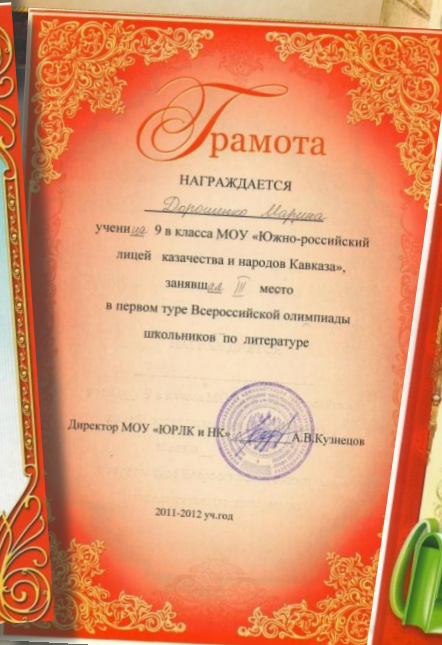 Грамота
НАГРАЖДАЕТСЯ
Дорошенко Марина
ученица 9 в класса МОУ «Южно-российский
лицей казачества и народов Кавказа»,
занявшая III место
в первом туре Всероссийской олимпиады
школьников по литературе
Директор МОУ «ЮРЛК и НК» А.В.Кузнецов
2011-2012 уч.год